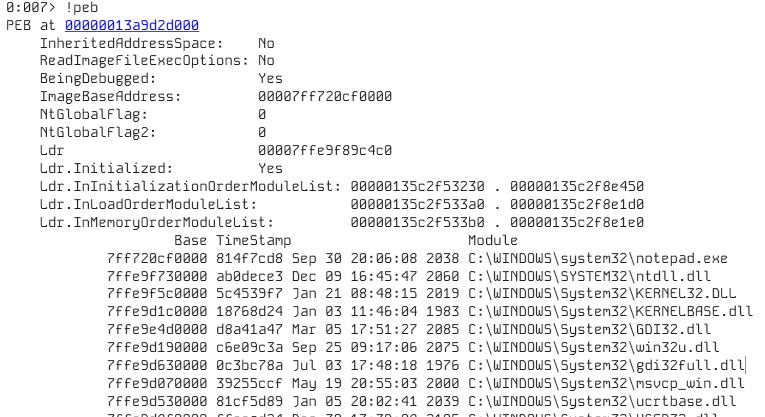 0:007> !peb
PEB at 00000013a9d2d000
InheritedAddressSpace: No
ReadImageFileExecOptions: No
BeingDebugged: Yes
ImageBaseAddress: 00007ff720cf0000
NtGlobalFlag: 0
NtGlobalFlag2: 0
Ldr 00007ffe9f89c4c0
Ldr.Initialized: Yes
Ldr.InInitializationOrderModuleList: 00000135c2f53230 . 00000135c2f8e450
Ldr.InLoadOrderModuleList: 00000135c2f533a0 . 00000135c2f8e1d0
Ldr.InMemoryOrderModuleList: 00000135c2f533b0 . 00000135c2f8e1e0
Base TimeStamp Module
7ff720cf0000 814f7cd8 Sep 30 20:06:08 2038 C:\WINDOWS\system32\notepad.exe
7ffe9f730000 ab0dece3 Dec 09 16:45:47 2060 C:\WINDOWS\SYSTEM32\ntdll.dll
7ffe9f5c0000 5c4539f7 Jan 21 08:48:15 2019 C:\WINDOWS\System32\KERNEL32.DLL
7ffe9d1c0000 18768d24 Jan 03 11:46:04 1983 C:\WINDOWS\System32\KERNELBASE.dll
7ffe9e4d0000 d8a41a47 Mar 05 17:51:27 2085 C:\WINDOWS\System32\GDI32.dll
7ffe9d190000 c6e09c3a Sep 25 09:17:06 2075 C:\WINDOWS\System32\win32u.dll
7ffe9d630000 0c3bc78a Jul 03 17:48:18 1976 C:\WINDOWS\System32\gdi32full.dll
7ffe9d070000 39255ccf May 19 20:55:03 2000 C:\WINDOWS\System32\msvcp_win.dll
7ffe9d530000 81cf5d89 Jan 05 20:02:41 2039 C:\WINDOWS\System32\ucrtbase.dll